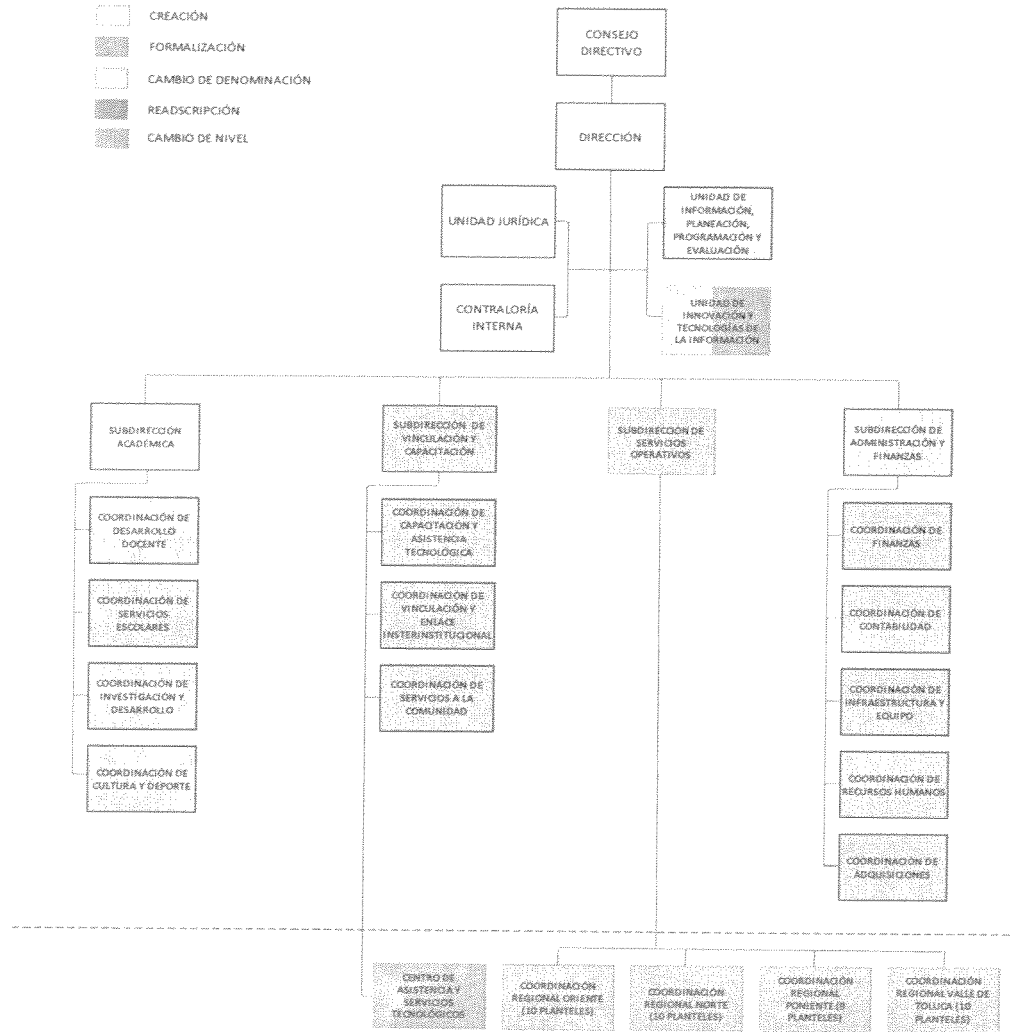 CREACIÓN
FORMALIZACIÓN
CAMBIO DE DENOMINACIÓN
READSCRIPCIÓN
CAMBIO DE NIVEL
CONSEJO
DIRECTIVO
DIRECCIÓN
UNIDAD JURÍDICA
UNIDAD DE
INFORMACIÓN,
PLANEACIÓN,
PROGRAMACIÓN Y
EVALUACIÓN
CONTRALORÍA
INTERNA
UNIDAD DE
INNOVACIÓN Y
TECNOLOGÍAS DE
LA INFORMACIÓN
SUBDIRECCIÓN
ACADÉMICA
SUBDIRECCIÓN DE
VINCULACIÓN Y
CAPACITACIÓN
SUBDIRECCIÓN DE
SERVICIOS
OPERATIVOS
SUBDIRECCIÓN DE
ADMINISTRACIÓN Y
FINANZAS
COORDINACIÓN DE
DESARROLLO
DOCENTE
COORDINACIÓN DE
SERVICIOS
ESCOLARES
COORDINACIÓN DE
INVESTIGACIÓN Y
DESARROLLO
COORDINACIÓN DE
CULTURA Y DEPORTE
COORDINACIÓN DE
CAPACITACIÓN Y
ASISTENCIA
TECNOLÓGICA
COORDINACIÓN DE
VINCULACIÓN Y
ENLACE
INSTERINSTITUCIONAL
COORDINACIÓN DE
SERVICIOS A LA
COMUNIDAD
COORDINACIÓN DE
FINANZAS
COORDINACIÓN DE
CONTABILIDAD
COORDINACIÓN DE
INFRAESTRUCTURA Y
EQUIPO
COORDINACIÓN DE
RECURSOS HUMANOS
COORDINACIÓN DE
ADQUISICIONES
CENTRO DE
ASISTENCIA Y
SERVICIOS
TECNOLÓGICOS
COORDINACIÓN
REGIONAL ORIENTE
(10 PLANTELES)
COORDINACIÓN
REGIONAL NORTE
(10 PLANTELES)
COORDINACIÓN
REGIONAL
PONIENTE (9
PLANTELES)
COORDINACIÓN
REGIONAL VALLE DE
TOLUCA (10
PLANTELES)